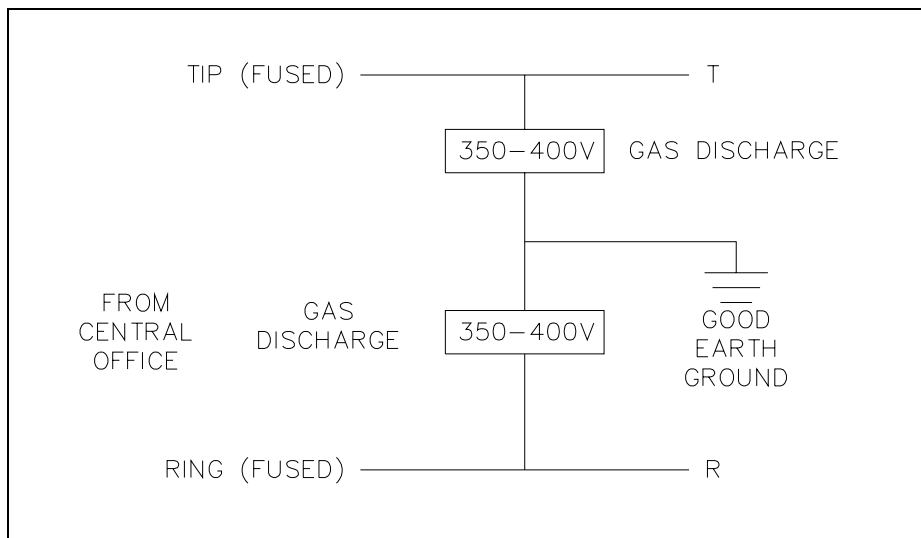 TIP (FUSED)
T
350-400V
GAS DISCHARGE
FROM
CENTRAL
OFFICE
GAS
DISCHARGE
350-400V
GOOD
EARTH
GROUND
RING (FUSED)
R